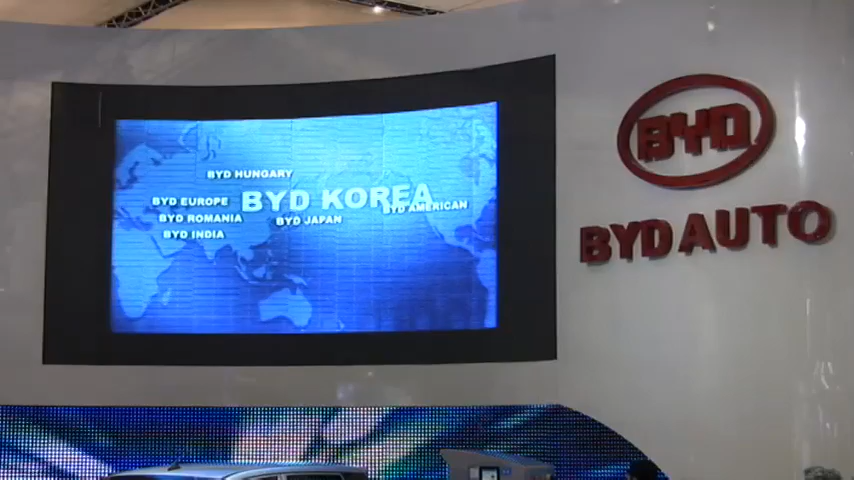 BYD HUNGARY
BYD EUROPE
BYD KOREA
BYD AMERICAN
BYD ROMANIA
BYD JAPAN
BYD INDIA
BYD
BYD AUTO